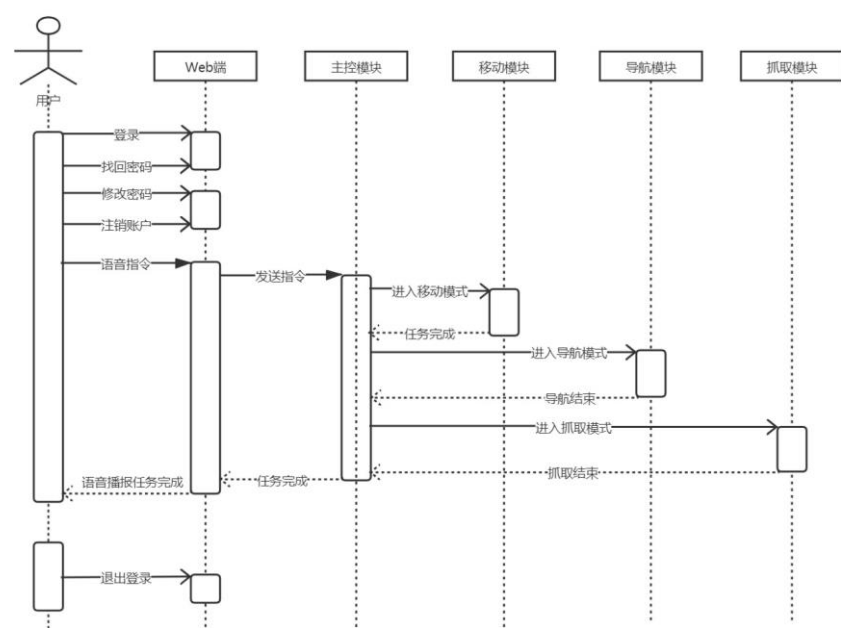 用户
Web端
主控模块
移动模块
导航模块
抓取模块
登录
找回密码
修改密码
注销账户
语音指令
发送指令
进入移动模式
任务完成
进入导航模式
导航结束
进入抓取模式
抓取结束
任务完成
语音播报任务完成
退出登录